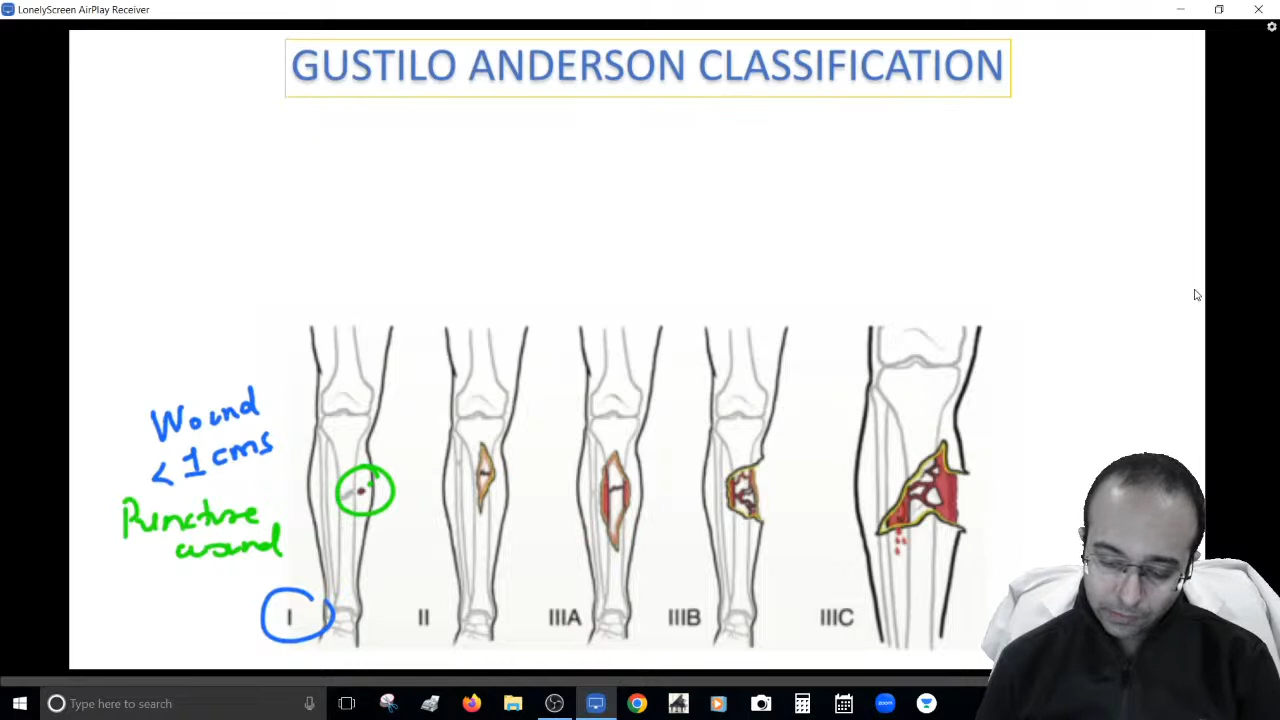 LonelyScreen AirPlay Receiver
GUSTILO ANDERSON CLASSIFICATION
Wound
< 1 cms
Puncture
wound
I
II
IIIA
IIIB
IIIC
Type here to search
zoom